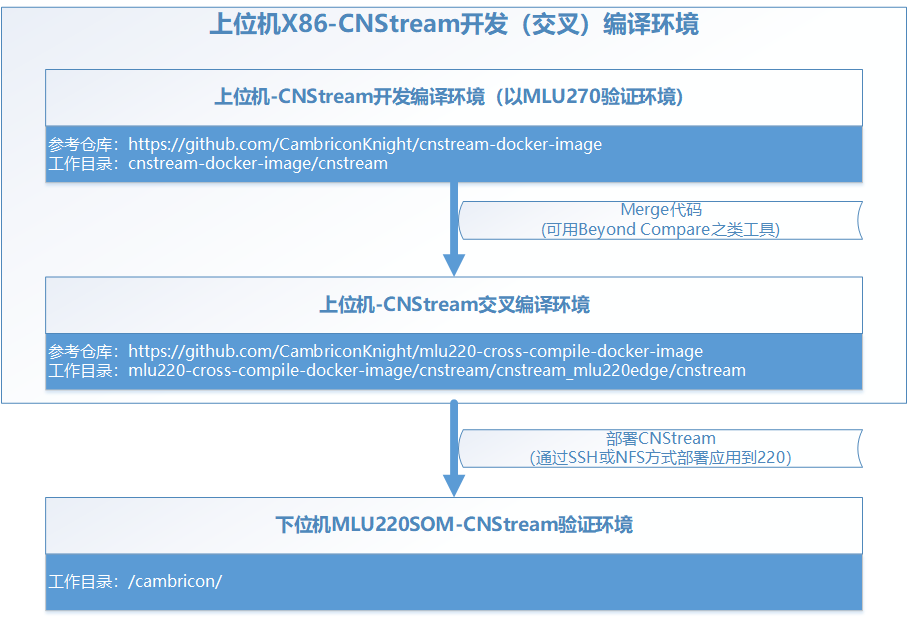 上位机X86-CNStream开发（交叉）编译环境
上位机-CNStream开发编译环境（以MLU270验证环境）
参考仓库：https://github.com/CambriconKnight/cnstream-docker-image
工作目录：cnstream-docker-image/cnstream
Merge代码
(可用Beyond Compare之类工具)
上位机-CNStream交叉编译环境
参考仓库：https://github.com/CambriconKnight/mlu220-cross-compile-docker-image
工作目录：mlu220-cross-compile-docker-image/cnstream/cnstream_mlu220edge/cnstream
部署CNStream
(通过SSH或NFS方式部署应用到220)
下位机MLU220SOM-CNStream验证环境
工作目录：/cambricon/